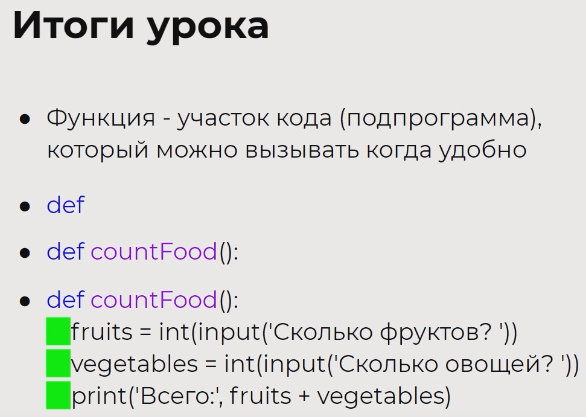 Итоги урока
● Функция - участок кода (подпрограмма),
который можно вызывать когда удобно
● def
● def countFood():
● def countFood():
fruits = int(input('Сколько фруктов? '))
vegetables = int(input('Сколько овощей? '))
print('Всего:', fruits + vegetables)